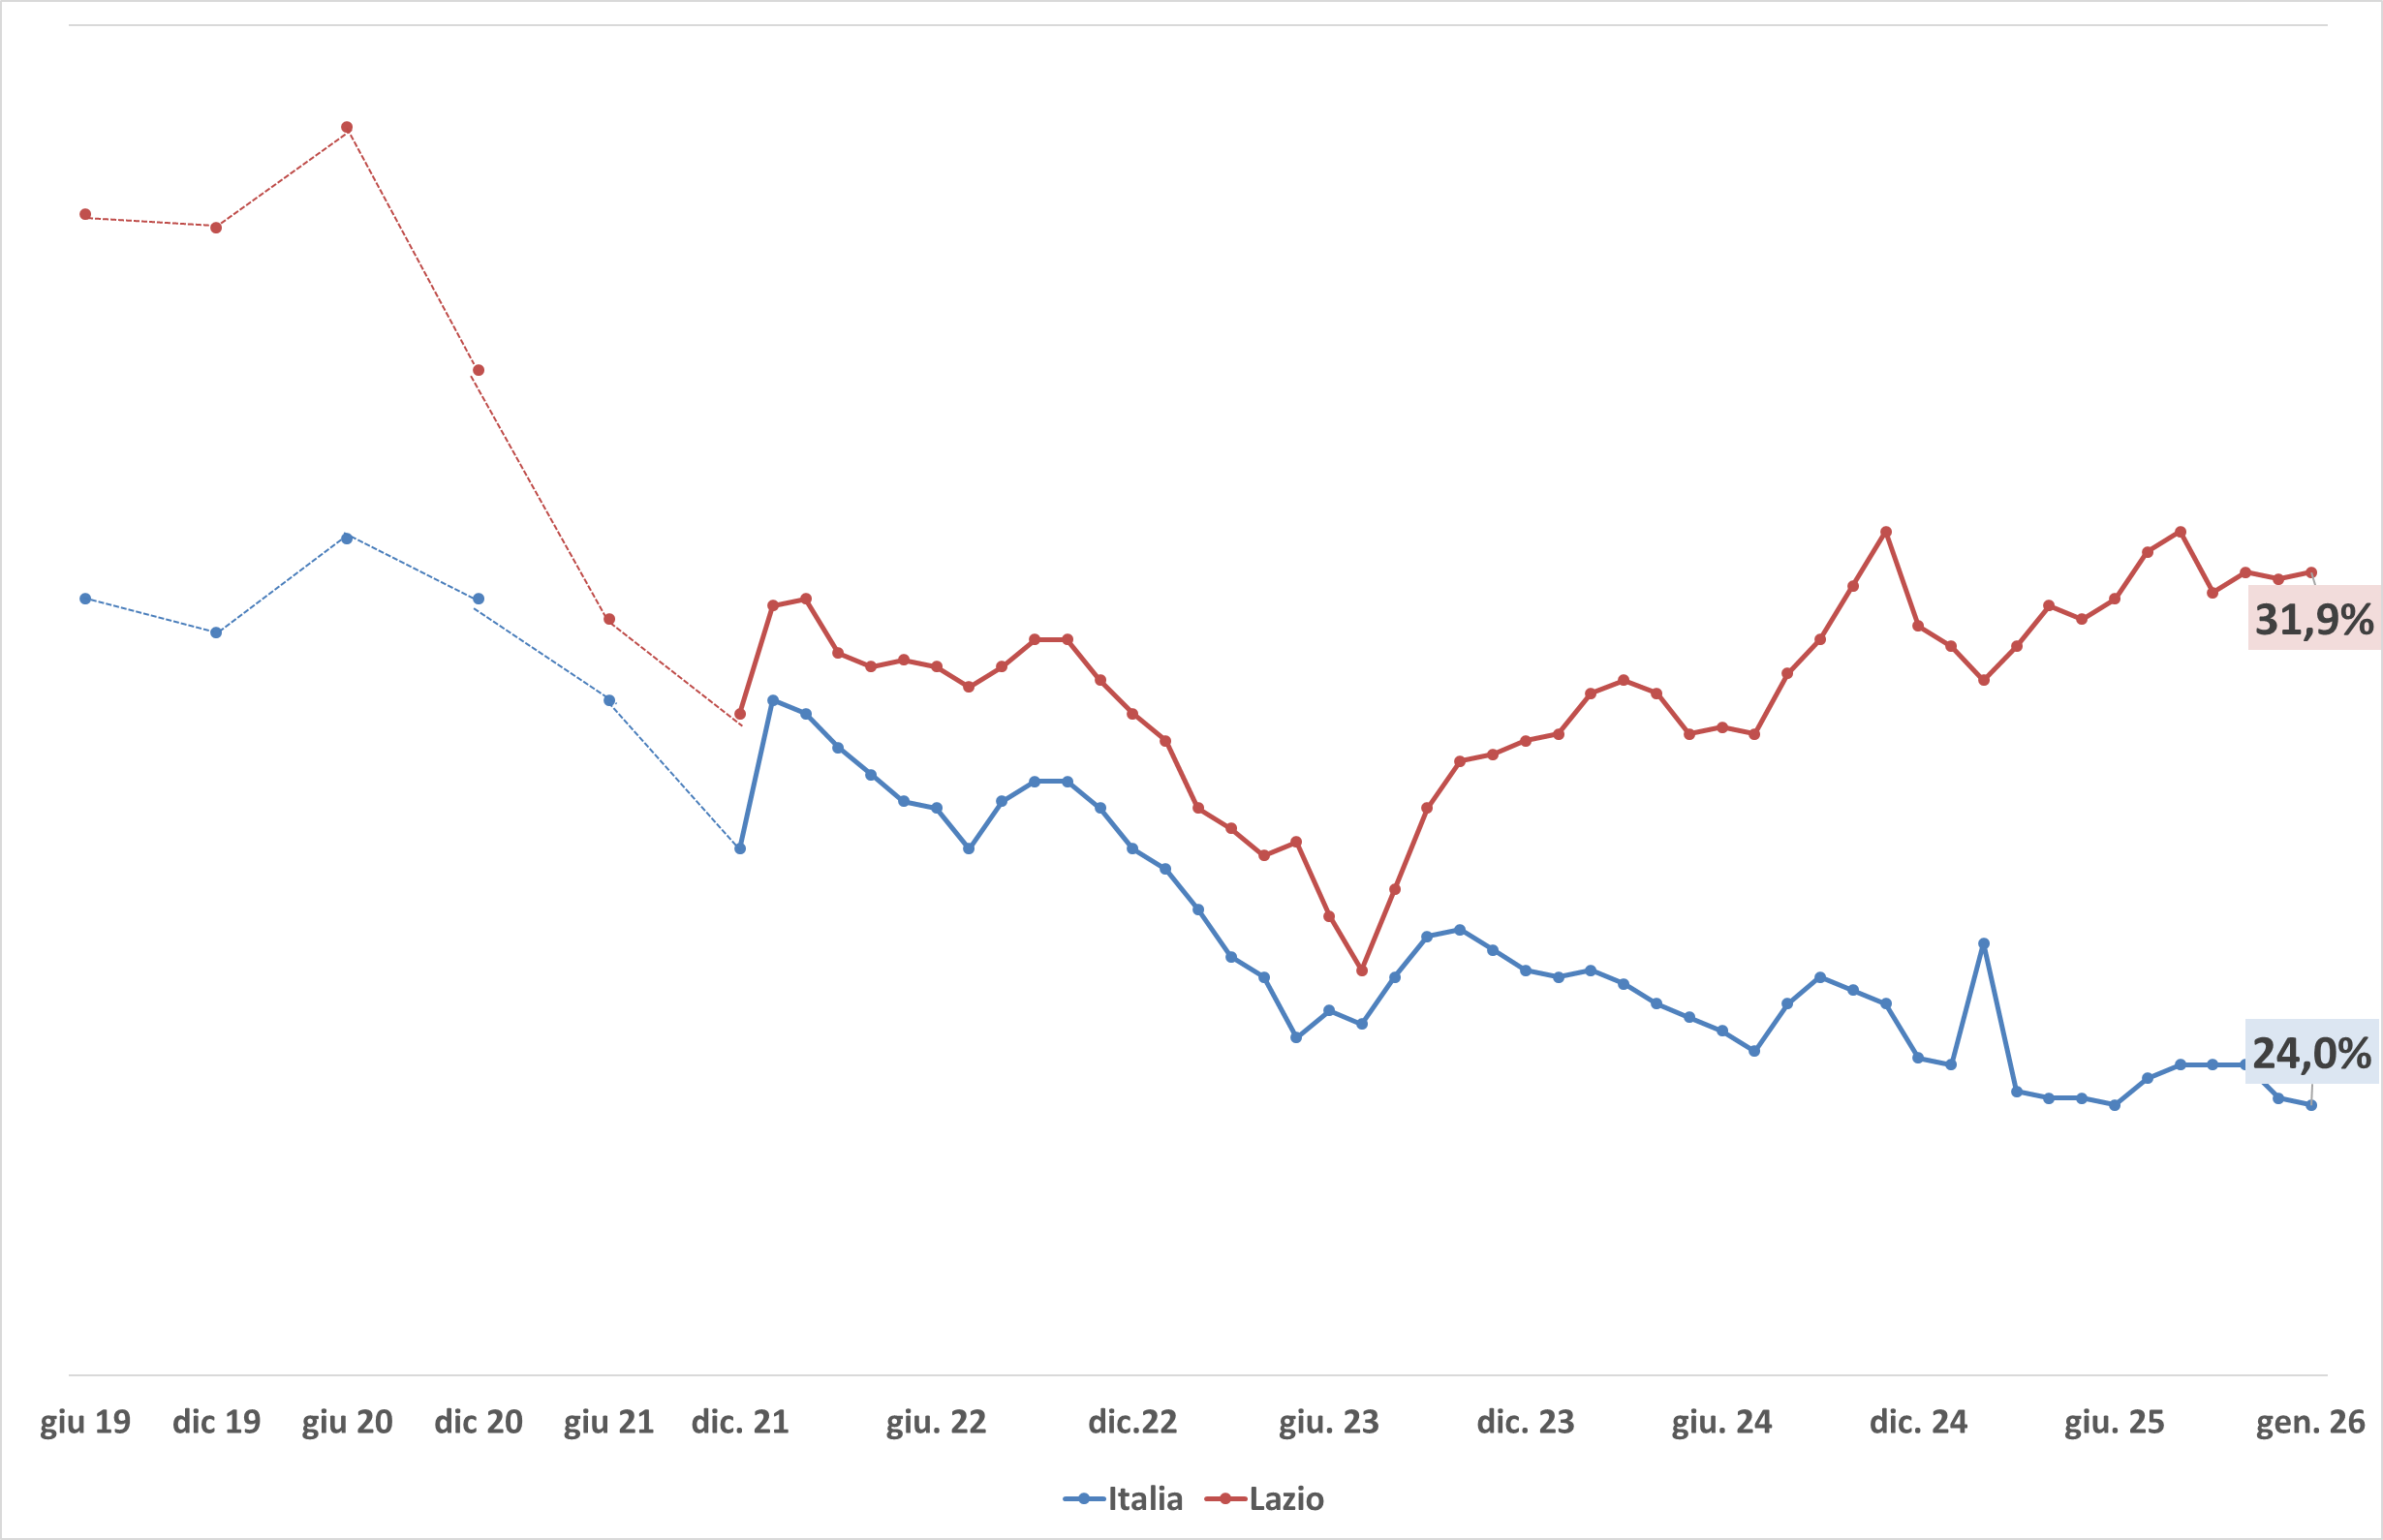 31,9%
24,0%
giu 19 dic 19 giu 20 dic 20 giu 21 dic. 21 giu. 22 dic.22 giu. 23 dic. 23 giu. 24 dic. 24 giu. 25 gen. 26
Italia Lazio